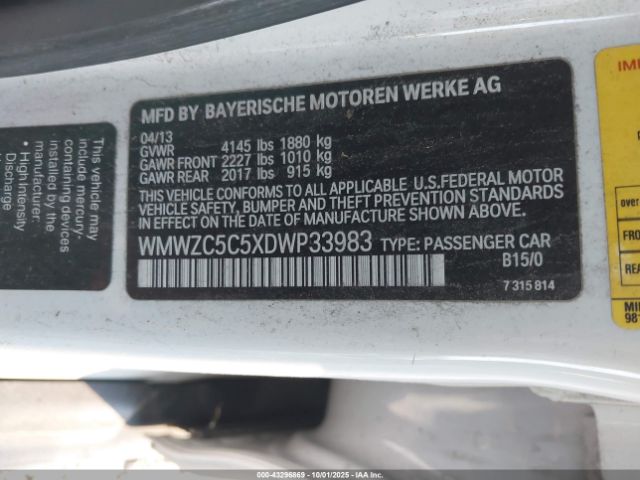 This vehicle may
include mercury-
containing devices
installed by the
manufacturer:
• High Intensity
Discharge
MFD BY BAYERISCHE MOTOREN WERKE AG
04/13
GVWR 4145 lbs 1880 kg
GAWR FRONT 2227 lbs 1010 kg
GAWR REAR 2017 lbs 915 kg
THIS VEHICLE CONFORMS TO ALL APPLICABLE U.S.FEDERAL MOTOR
VEHICLE SAFETY, BUMPER AND THEFT PREVENTION STANDARDS
IN EFFECT ON THE DATE OF MANUFACTURE SHOWN ABOVE.
WMWZC5C5XDWP33983 TYPE: PASSENGER CAR
B15/0
7 315 814
over
000-43296869 - 10/01/2025 - COPART